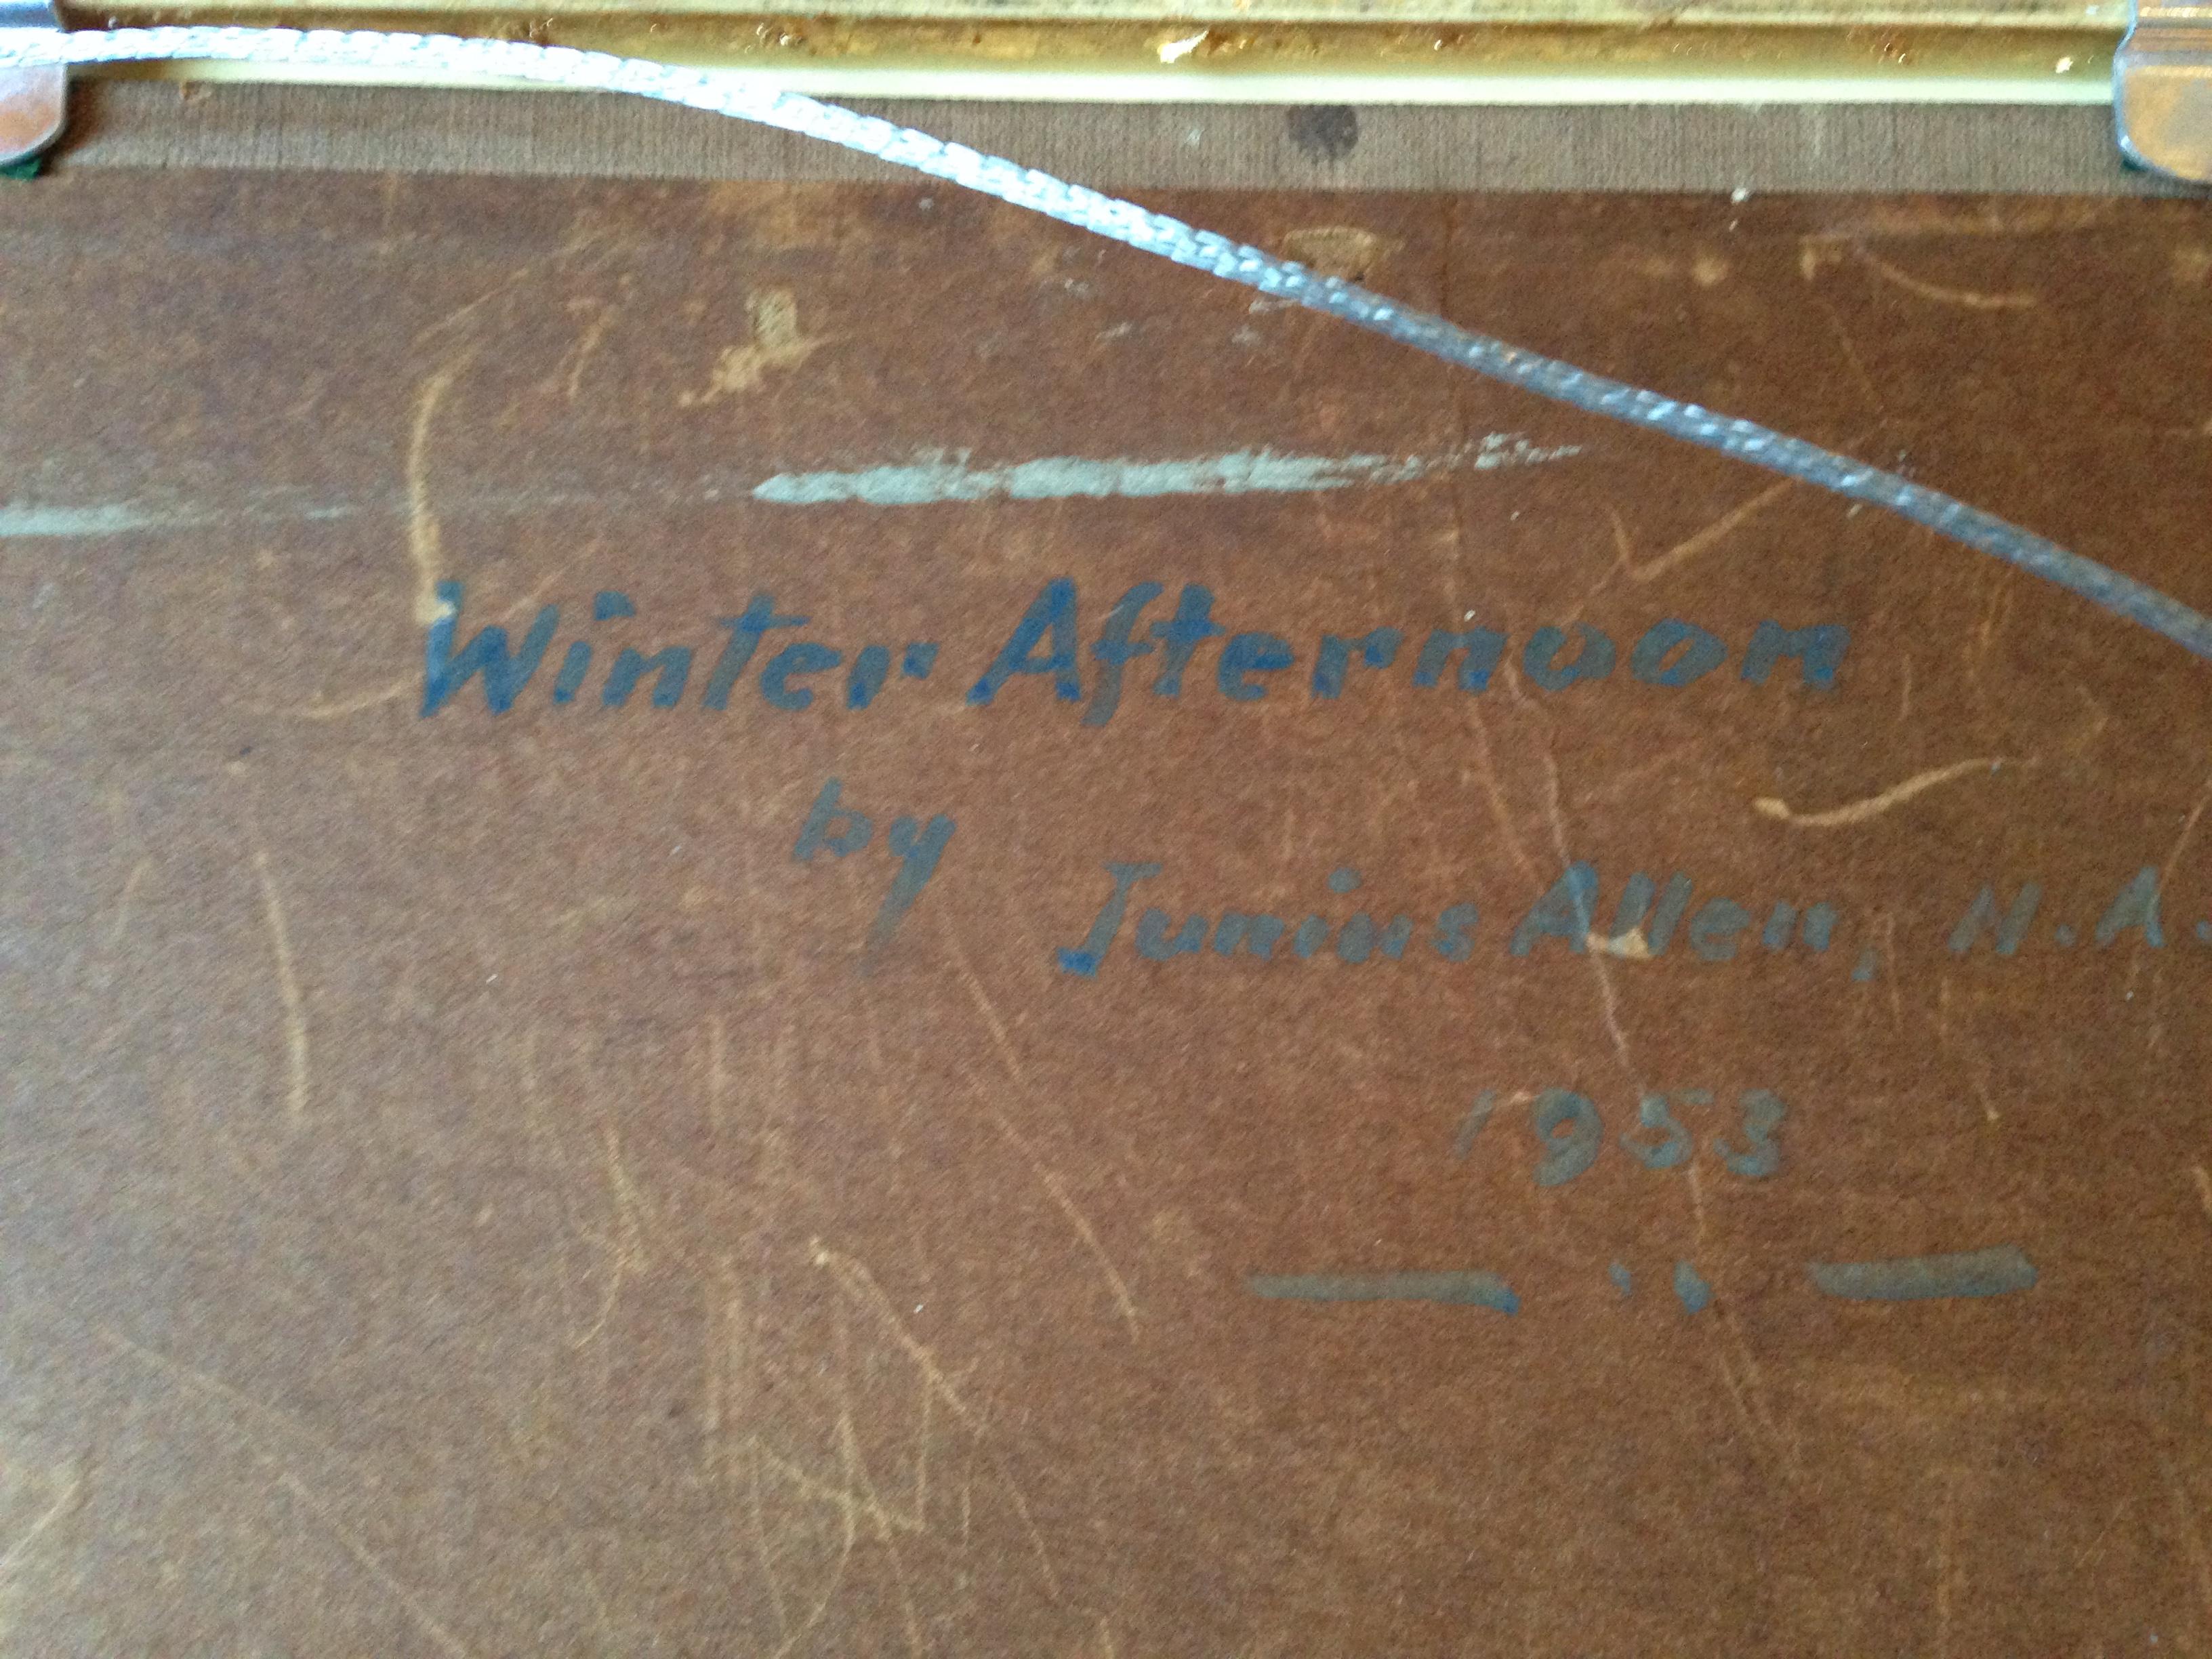 Winter Afternoon
by
Junius Allen, N.A.
1953